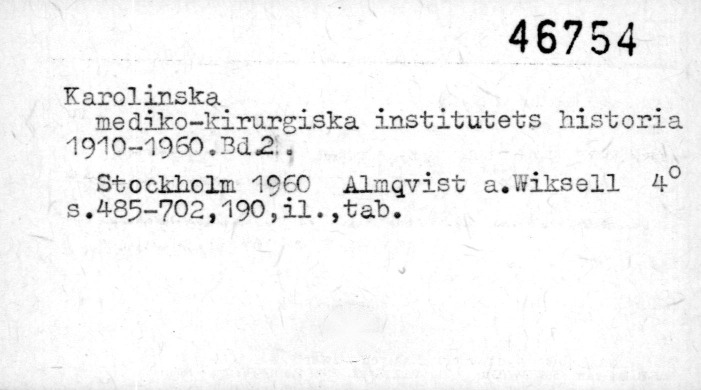 46754
Karolinska
mediko-kirurgiska institutets historia
1910-1960.Bd.2.
Stockholm 1960 Almqvist a.Wiksell 4°
s.485-702,190,il.,tab.